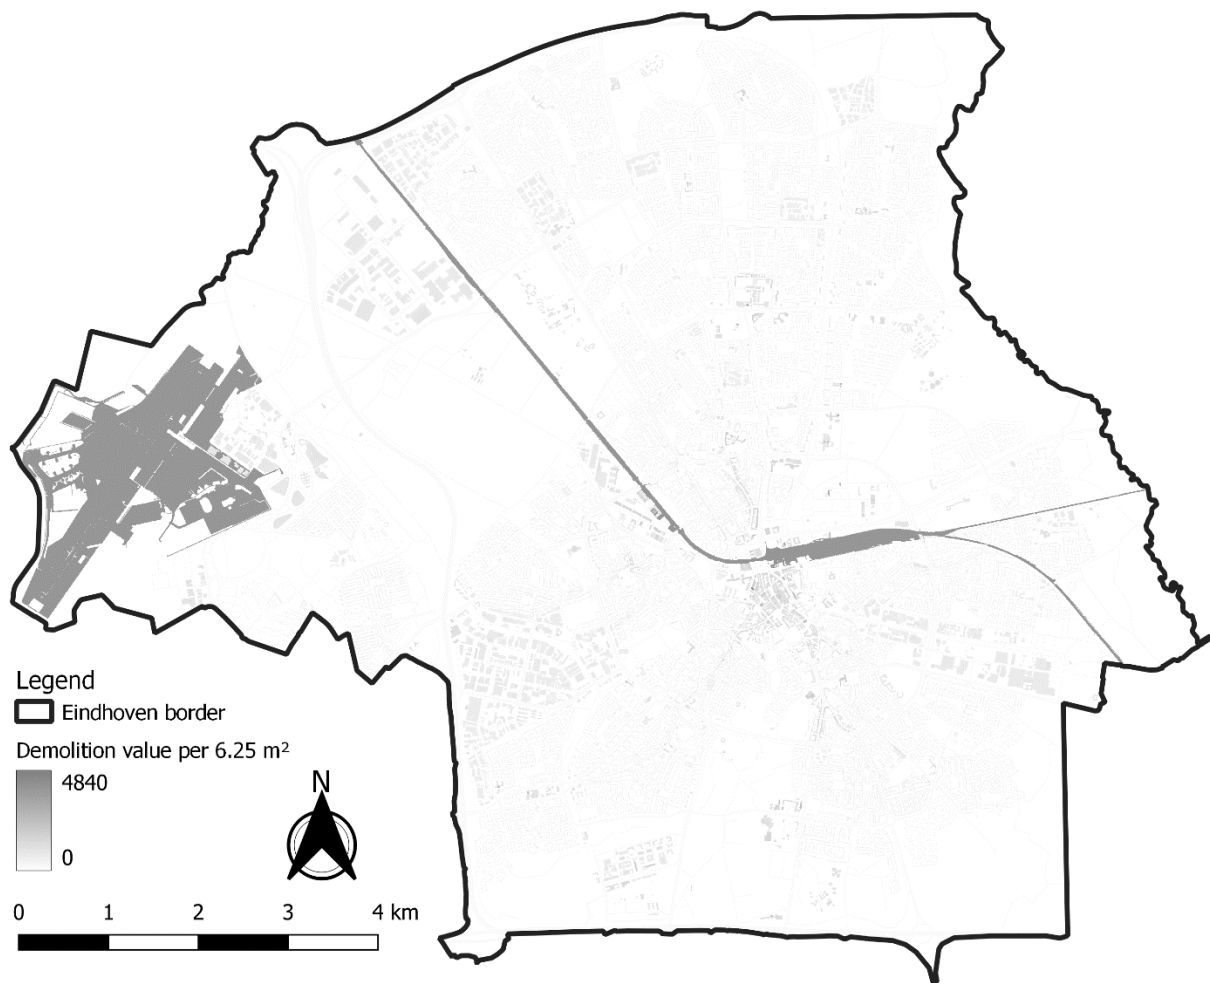 Legend
Eindhoven border
Demolition value per 6.25 m²
4840
0
N
0 1 2 3 4 km